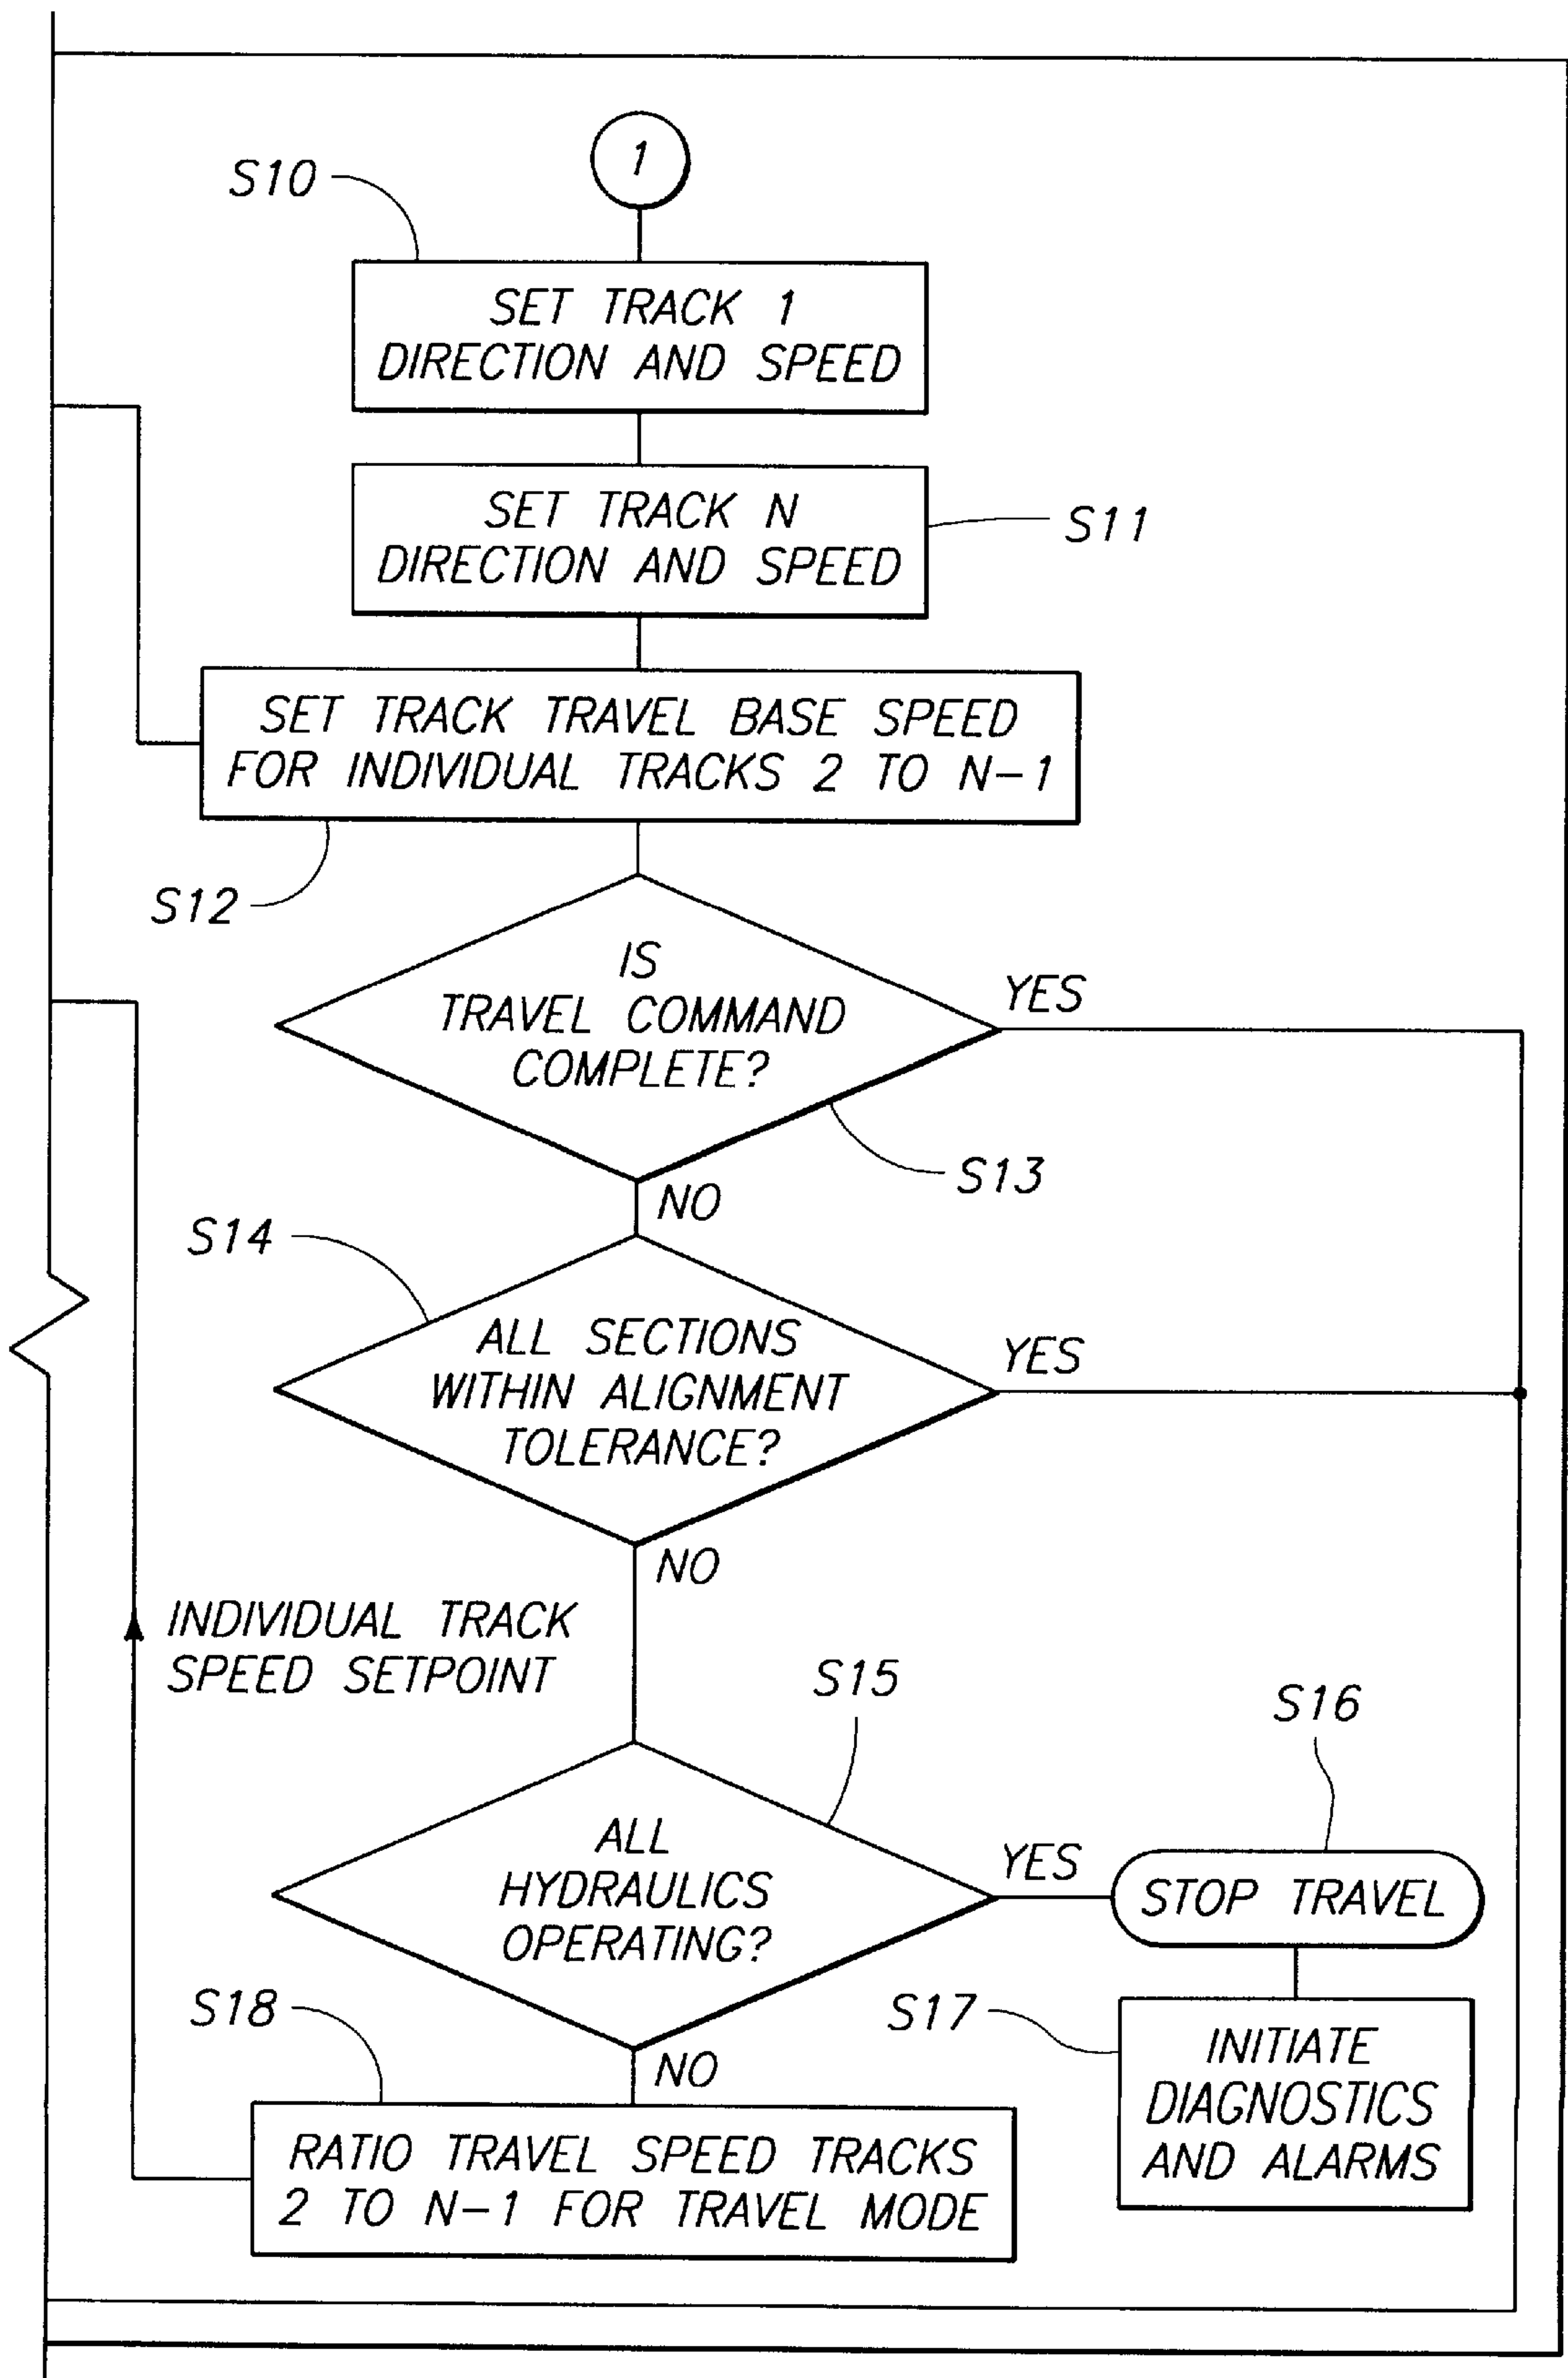 1
S10
SET TRACK 1
DIRECTION AND SPEED
SET TRACK N
DIRECTION AND SPEED
S11
SET TRACK TRAVEL BASE SPEED
FOR INDIVIDUAL TRACKS 2 TO N-1
S12
IS
TRAVEL COMMAND
COMPLETE?
YES
S13
NO
S14
ALL SECTIONS
WITHIN ALIGNMENT
TOLERANCE?
YES
NO
INDIVIDUAL TRACK
SPEED SETPOINT
S15
S16
ALL
HYDRAULICS
OPERATING?
YES
STOP TRAVEL
S18
S17
NO
INITIATE
DIAGNOSTICS
AND ALARMS
RATIO TRAVEL SPEED TRACKS
2 TO N-1 FOR TRAVEL MODE